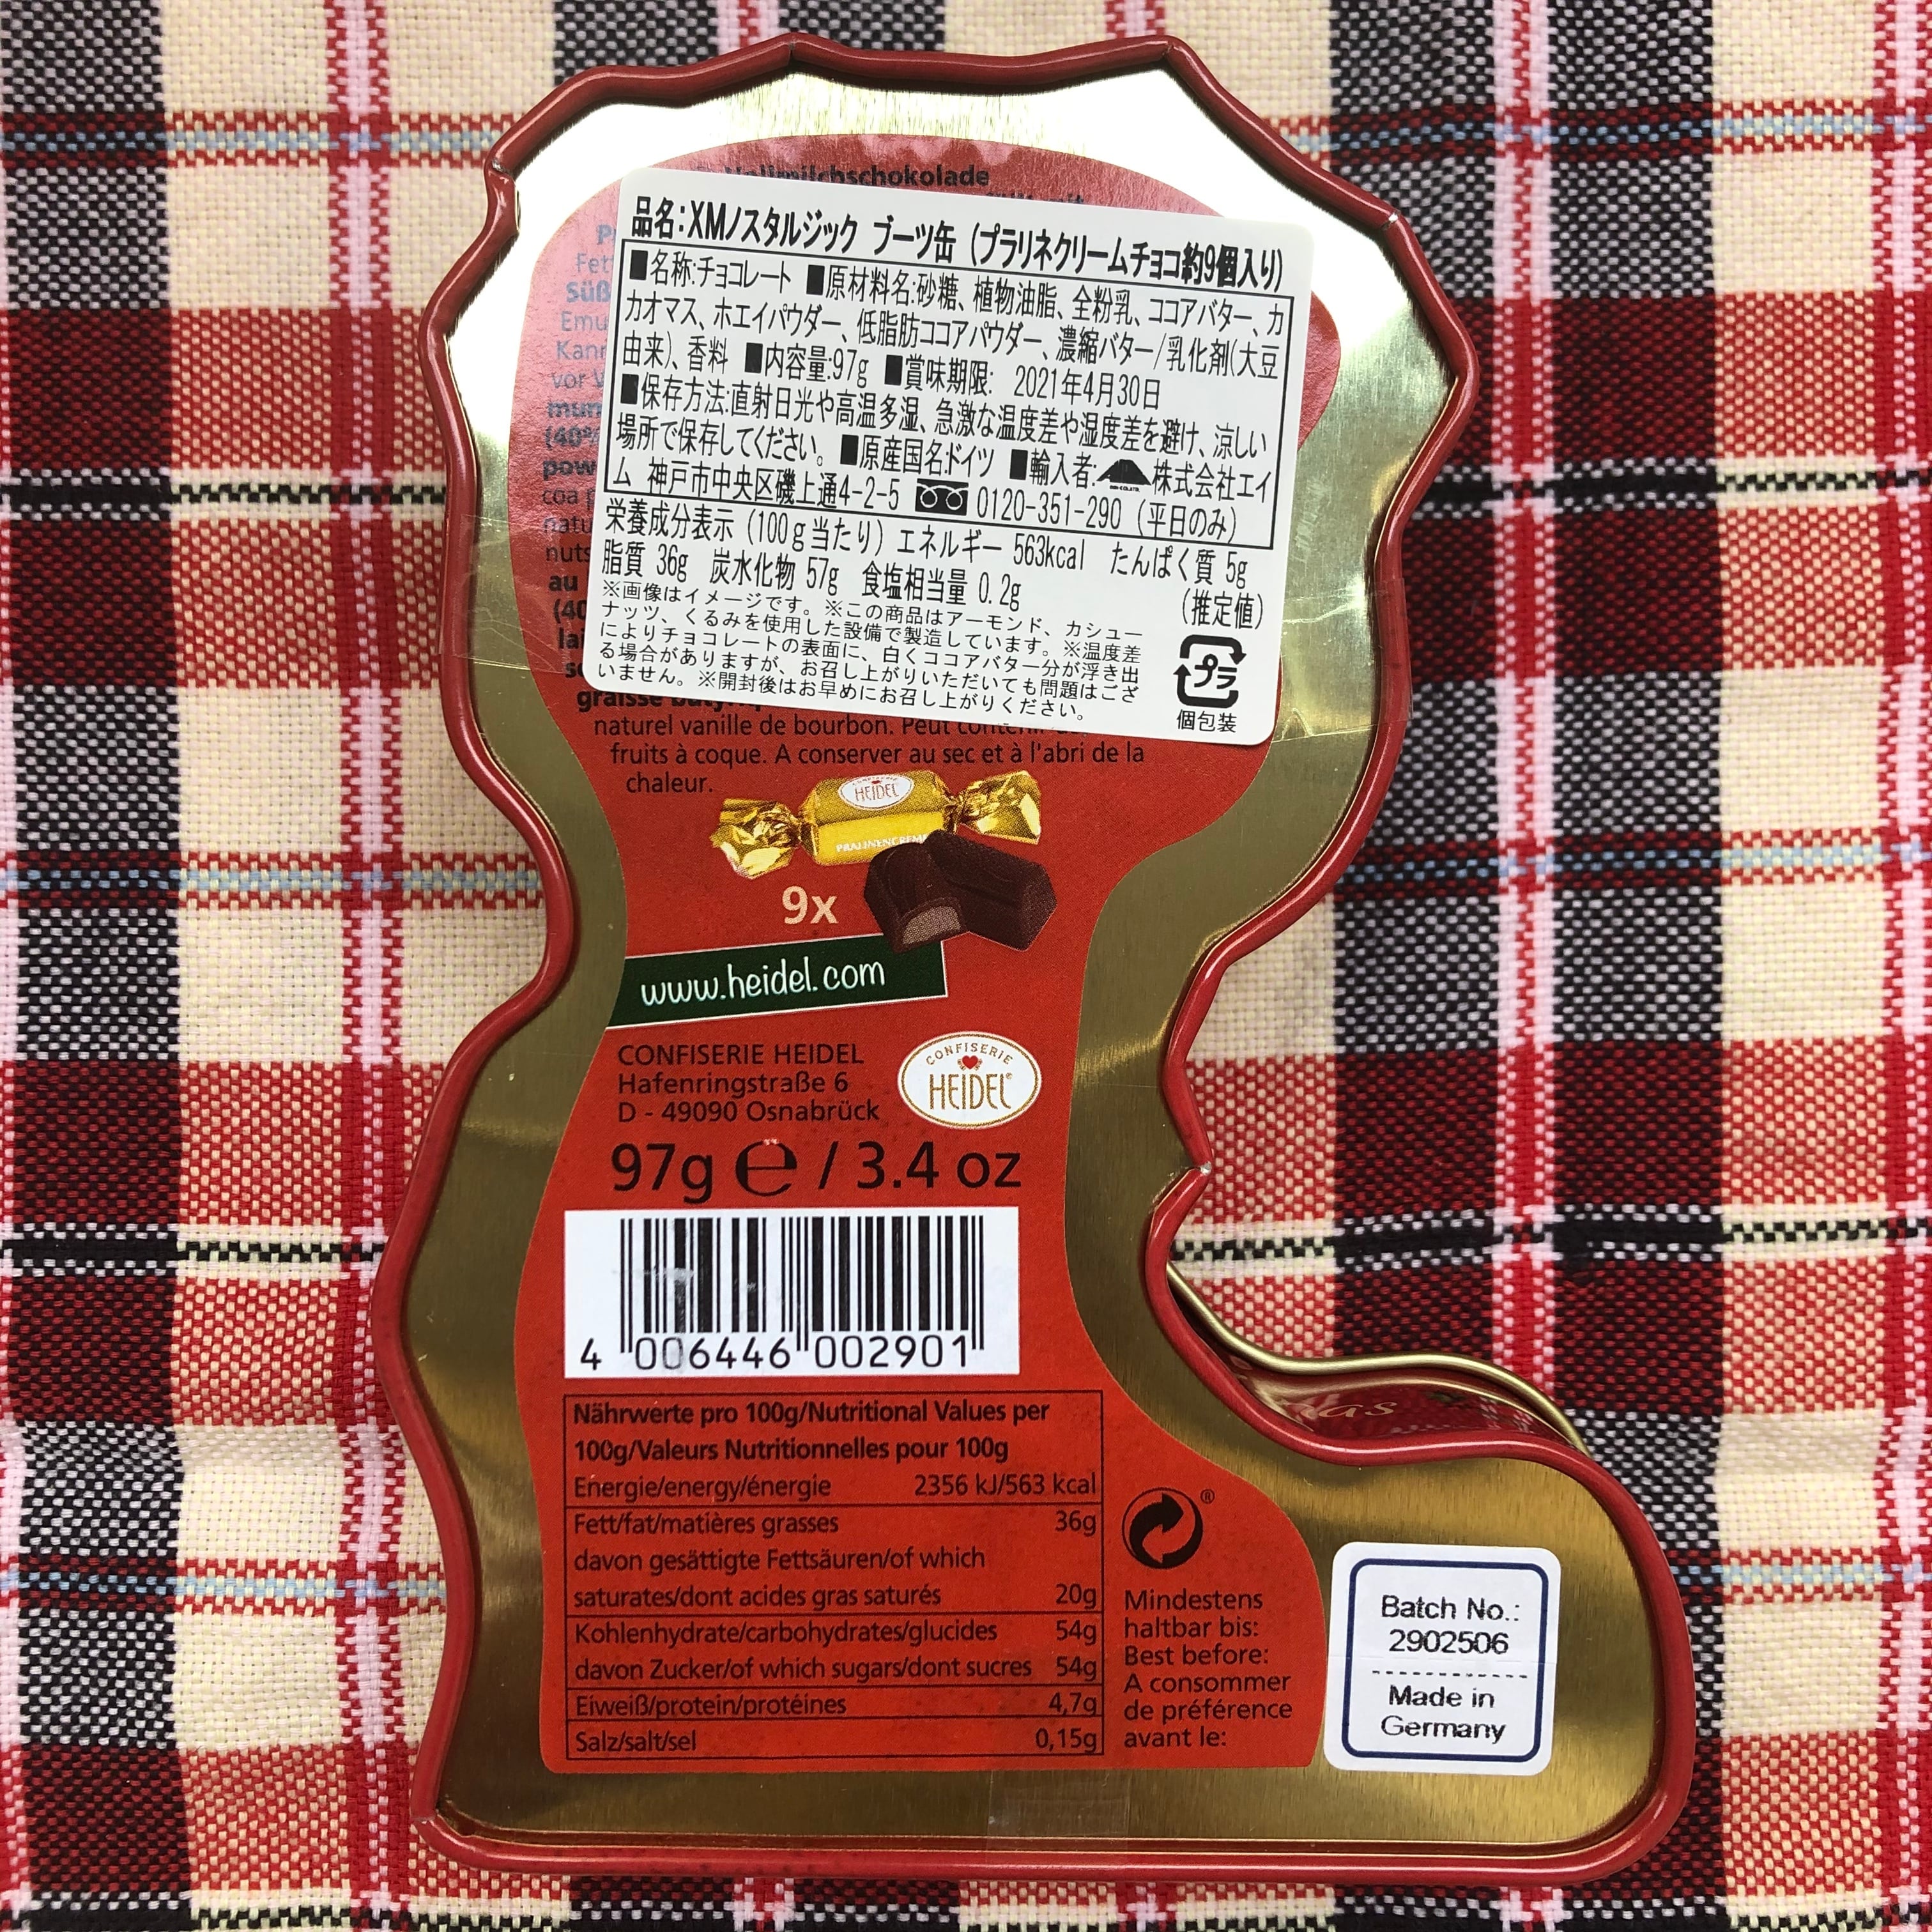 品名:XMノスタルジック ブーツ缶 (プラリネクリームチョコ約9個入り)
■名称:チョコレート ■原材料名:砂糖、植物油脂、全粉乳、ココアバター、カ
カオマス、ホエイパウダー、低脂肪ココアパウダー、濃縮バター/乳化剤(大豆
由来)、香料 ■内容量:97g ■賞味期限: 2021年4月30日
■保存方法:直射日光や高温多湿、急激な温度差や湿度差を避け、涼しい
場所で保存してください。■原産国名:ドイツ ■輸入者: 株式会社エイ
ム 神戸市中央区磯上通4-2-5 0120-351-290 (平日のみ)
栄養成分表示 (100g当たり) エネルギー 563kcal たんぱく質 5g
脂質 36g 炭水化物 57g 食塩相当量 0.2g (推定値)
※画像はイメージです。※この商品はアーモンド、カシュー
ナッツ、くるみを使用した設備で製造しています。※温度差
によりチョコレートの表面に、白くココアバター分が浮き出
る場合がありますが、お召し上がりいただいても問題はござ
いません。※開封後はお早めにお召し上がりください。
プラ
個包装
naturel vanille de bourbon. Peut
fruits à coque. A conserver au sec et à l'abri de la
chaleur.
HEIDEL
PRALINENCREME
9x
www.heidel.com
CONFISERIE HEIDEL
Hafenringstraße 6
D - 49090 Osnabrück
CONFISERIE
HEIDEL®
97g e / 3.4 oz
4 006446 002901
Nährwerte pro 100g/Nutritional Values per
100g/Valeurs Nutritionnelles pour 100g
Energie/energy/énergie 2356 kJ/563 kcal
Fett/fat/matières grasses 36g
davon gesättigte Fettsäuren/of which
saturates/dont acides gras saturés 20g
Kohlenhydrate/carbohydrates/glucides 54g
davon Zucker/of which sugars/dont sucres 54g
Eiweiß/protein/protéines 4,7g
Salz/salt/sel 0,15g
®
Mindestens
haltbar bis:
Best before:
A consommer
de préférence
avant le:
Batch No.:
2902506
Made in
Germany